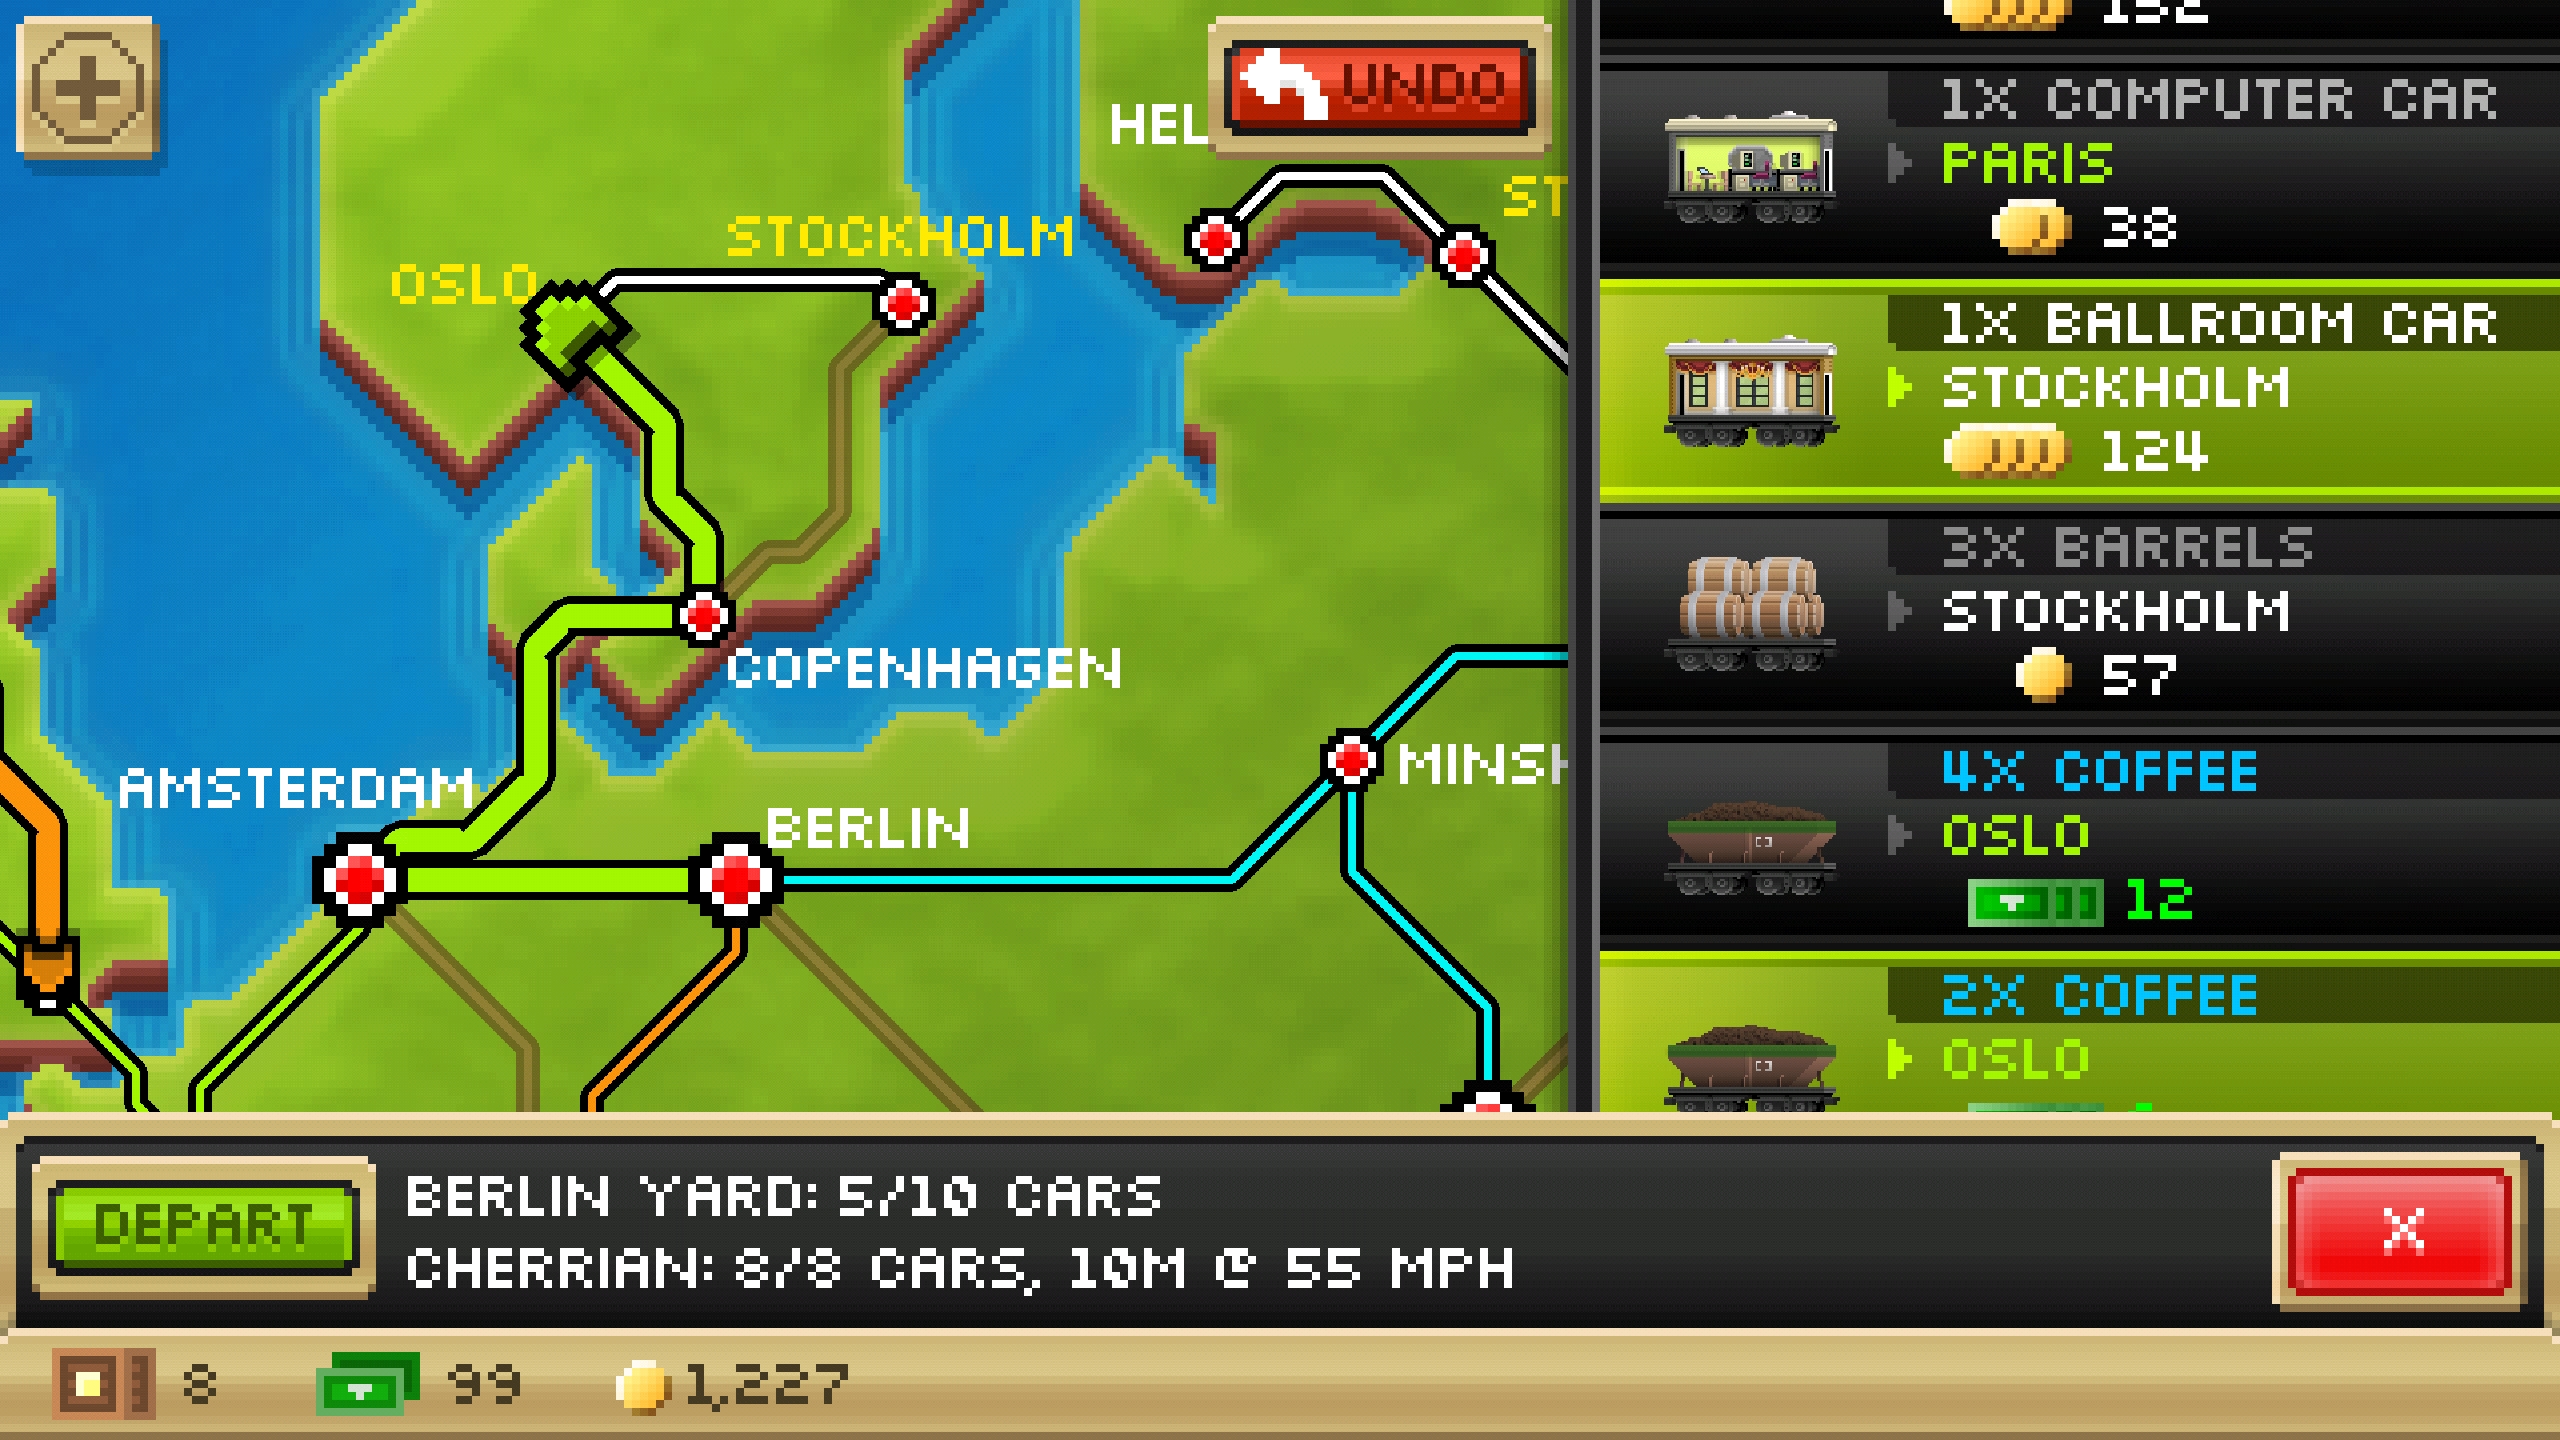 UNDO
HEL
ST
STOCKHOLM
OSLO
COPENHAGEN
AMSTERDAM
BERLIN
MINSK
1X COMPUTER CAR
PARIS
38
1X BALLROOM CAR
STOCKHOLM
124
3X BARRELS
STOCKHOLM
57
4X COFFEE
OSLO
12
2X COFFEE
OSLO
DEPART
BERLIN YARD: 5/10 CARS
CHERRIAN: 8/8 CARS, 10M @ 55 MPH
X
8
99
1,227